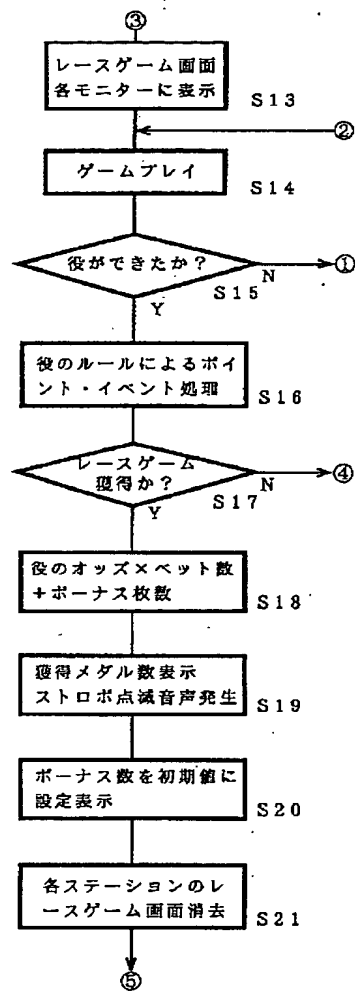 ③
レースゲーム画面
各モニターに表示
S13
②
ゲームプレイ
S14
役ができたか?
N
①
S15
Y
役のルールによるポイ
ント・イベント処理
S16
レースゲーム
獲得か?
N
④
S17
Y
役のオッズ×ベット数
+ボーナス枚数
S18
獲得メダル数表示
ストロボ点滅音声発生
S19
ボーナス数を初期値に
設定表示
S20
各ステーションのレ
ースゲーム画面消去
S21
⑤